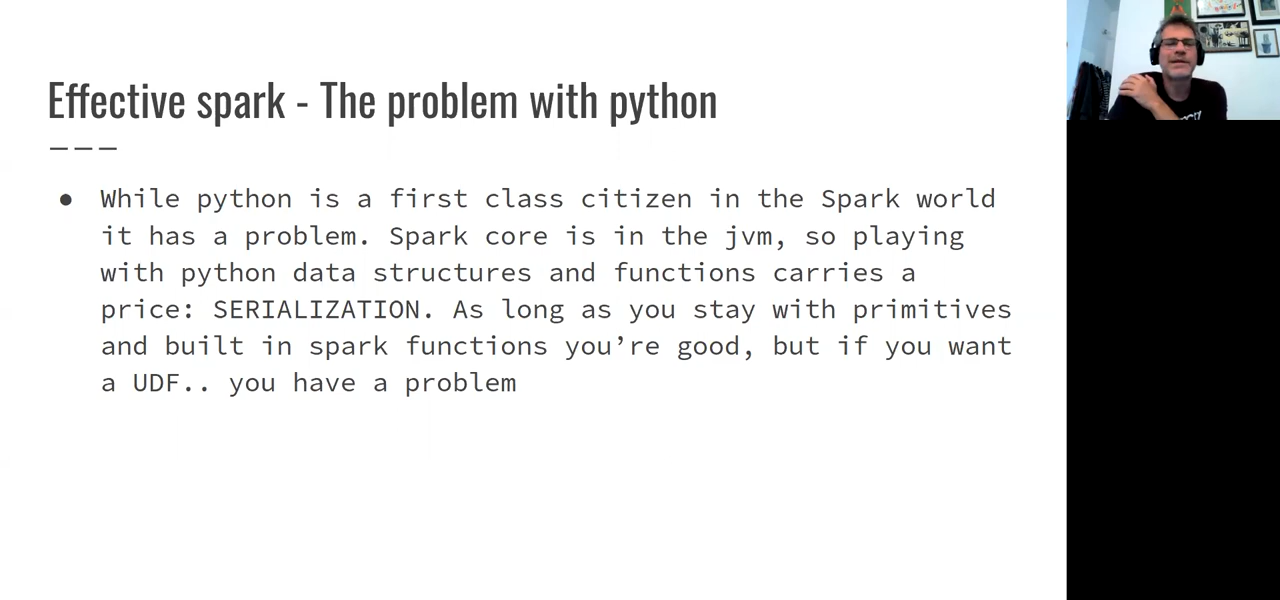 Effective spark - The problem with python
● While python is a first class citizen in the Spark world
it has a problem. Spark core is in the jvm, so playing
with python data structures and functions carries a
price: SERIALIZATION. As long as you stay with primitives
and built in spark functions you’re good, but if you want
a UDF.. you have a problem